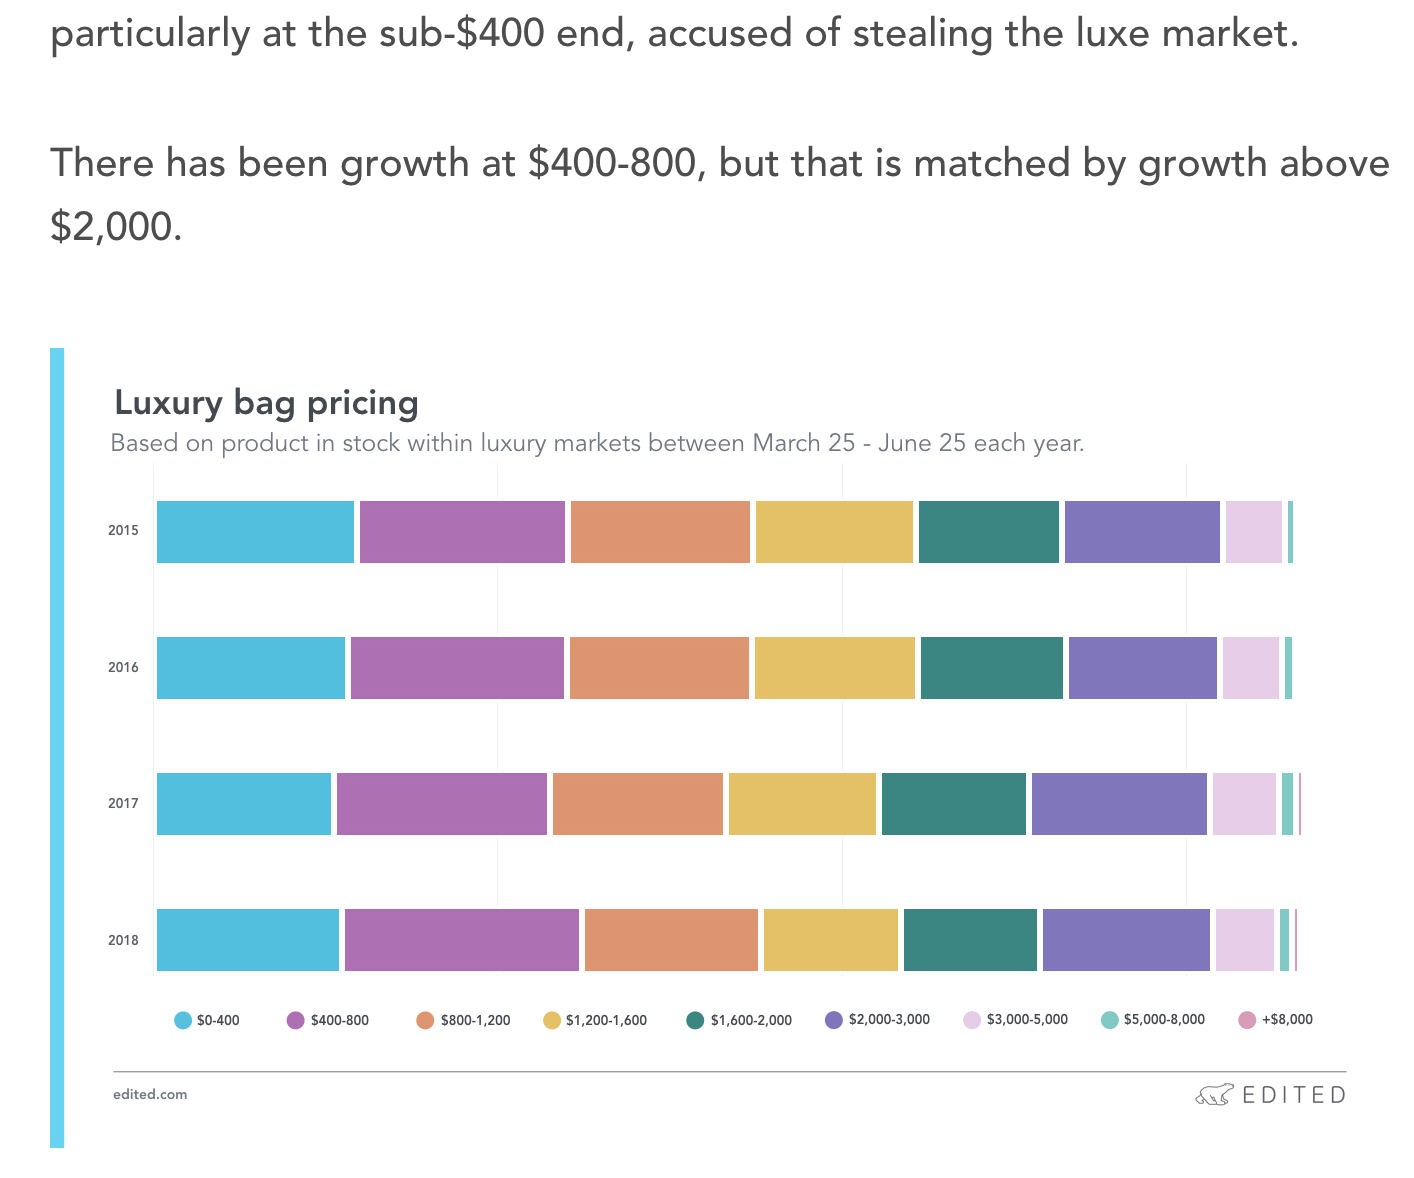 particularly at the sub-$400 end, accused of stealing the luxe market.
There has been growth at $400-800, but that is matched by growth above
$2,000.
Luxury bag pricing
Based on product in stock within luxury markets between March 25 - June 25 each year.
2015
2016
2017
2018
$0-400 $400-800 $800-1,200 $1,200-1,600 $1,600-2,000 $2,000-3,000 $3,000-5,000 $5,000-8,000 +$8,000
edited.com EDITED